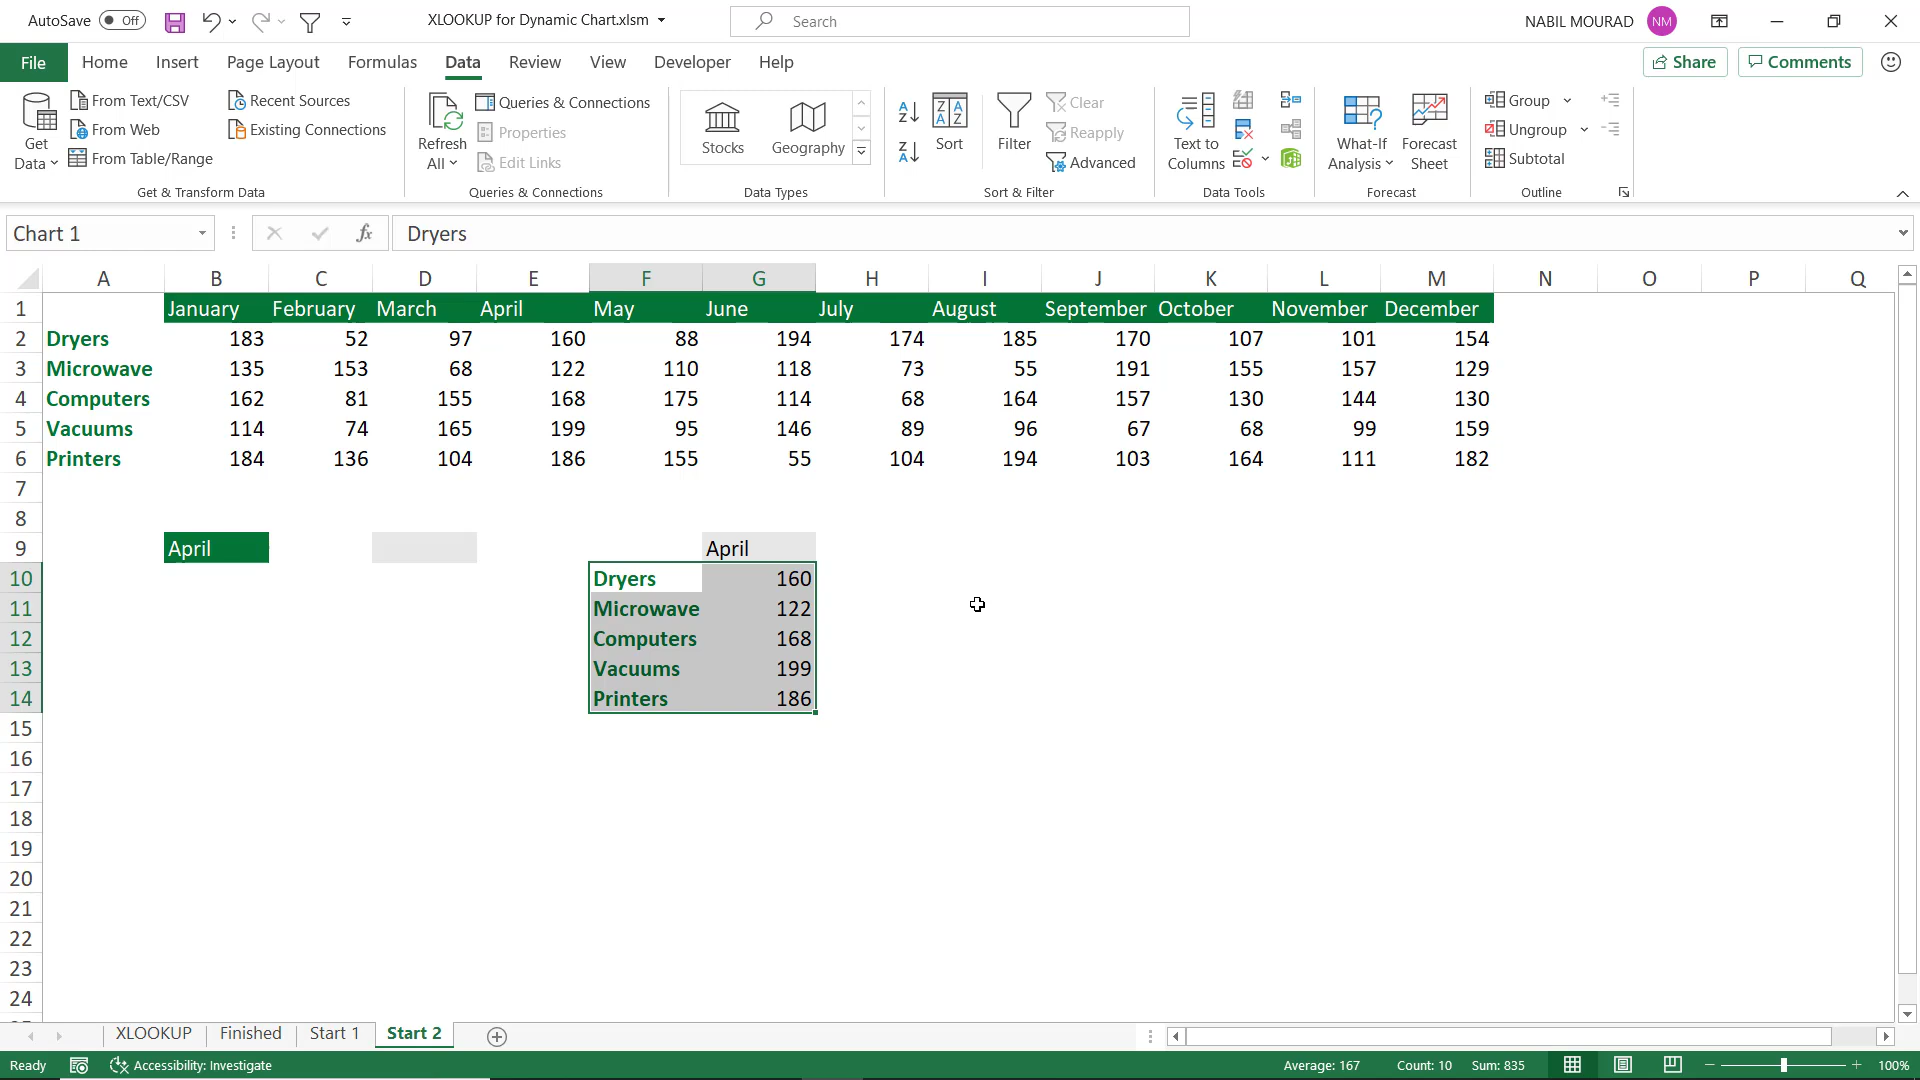 AutoSave Off XLOOKUP for Dynamic Chart.xlsm Search NABIL MOURAD NM
File Home Insert Page Layout Formulas Data Review View Developer Help Share Comments
Get Data
From Text/CSV
From Web
From Table/Range
Recent Sources
Existing Connections
Get & Transform Data
Refresh All
Queries & Connections
Properties
Edit Links
Queries & Connections
Stocks Geography
Data Types
Sort
Filter
Clear
Reapply
Advanced
Sort & Filter
Text to Columns
Data Tools
What-If Analysis
Forecast Sheet
Forecast
Group
Ungroup
Subtotal
Outline
Chart 1 fx Dryers
A B C D E F G H I J K L M N O P Q
1 January February March April May June July August September October November December
2 Dryers 183 52 97 160 88 194 174 185 170 107 101 154
3 Microwave 135 153 68 122 110 118 73 55 191 155 157 129
4 Computers 162 81 155 168 175 114 68 164 157 130 144 130
5 Vacuums 114 74 165 199 95 146 89 96 67 68 99 159
6 Printers 184 136 104 186 155 55 104 194 103 164 111 182
7
8
9 April April
10 Dryers 160
11 Microwave 122
12 Computers 168
13 Vacuums 199
14 Printers 186
15
16
17
18
19
20
21
22
23
24
XLOOKUP Finished Start 1 Start 2
Ready Accessibility: Investigate Average: 167 Count: 10 Sum: 835 100%